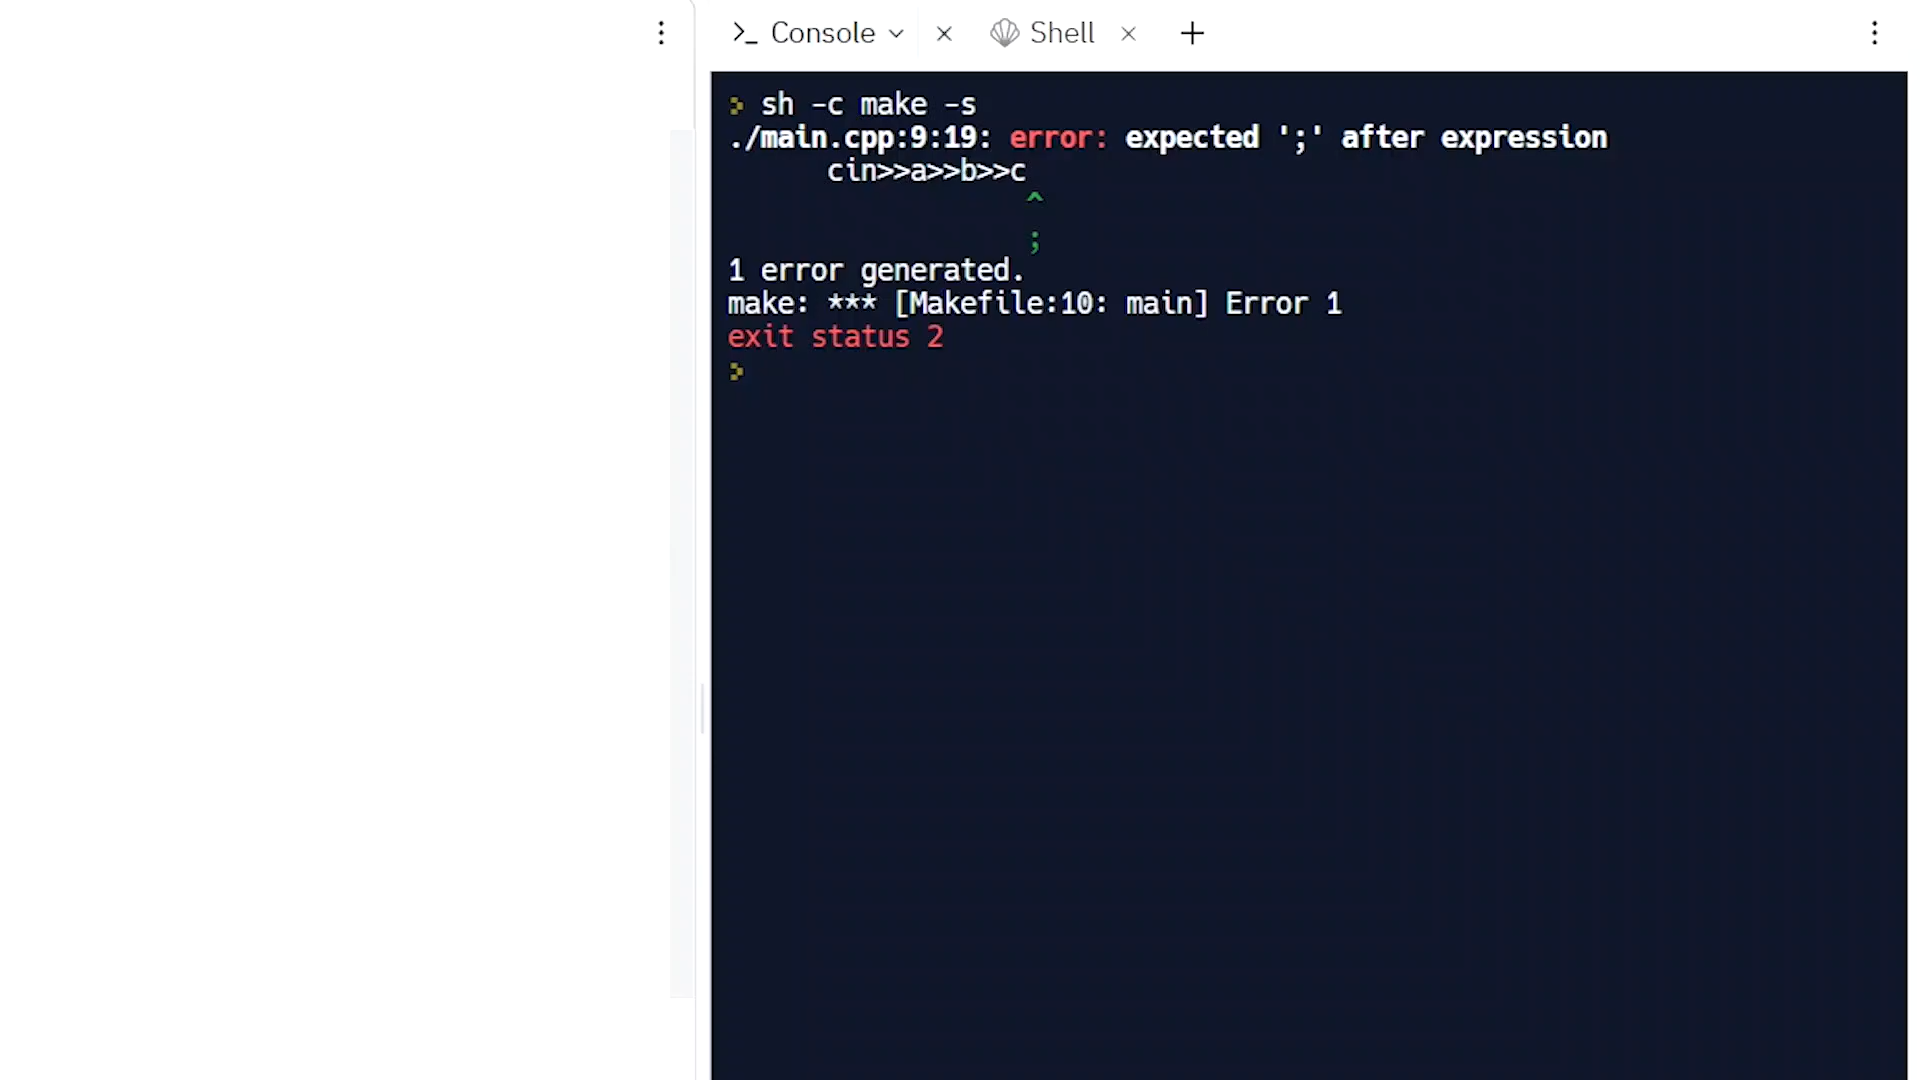 Console
Shell
sh -c make -s
./main.cpp:9:19: error: expected ';' after expression
cin>>a>>b>>c
^
;
1 error generated.
make: *** [Makefile:10: main] Error 1
exit status 2